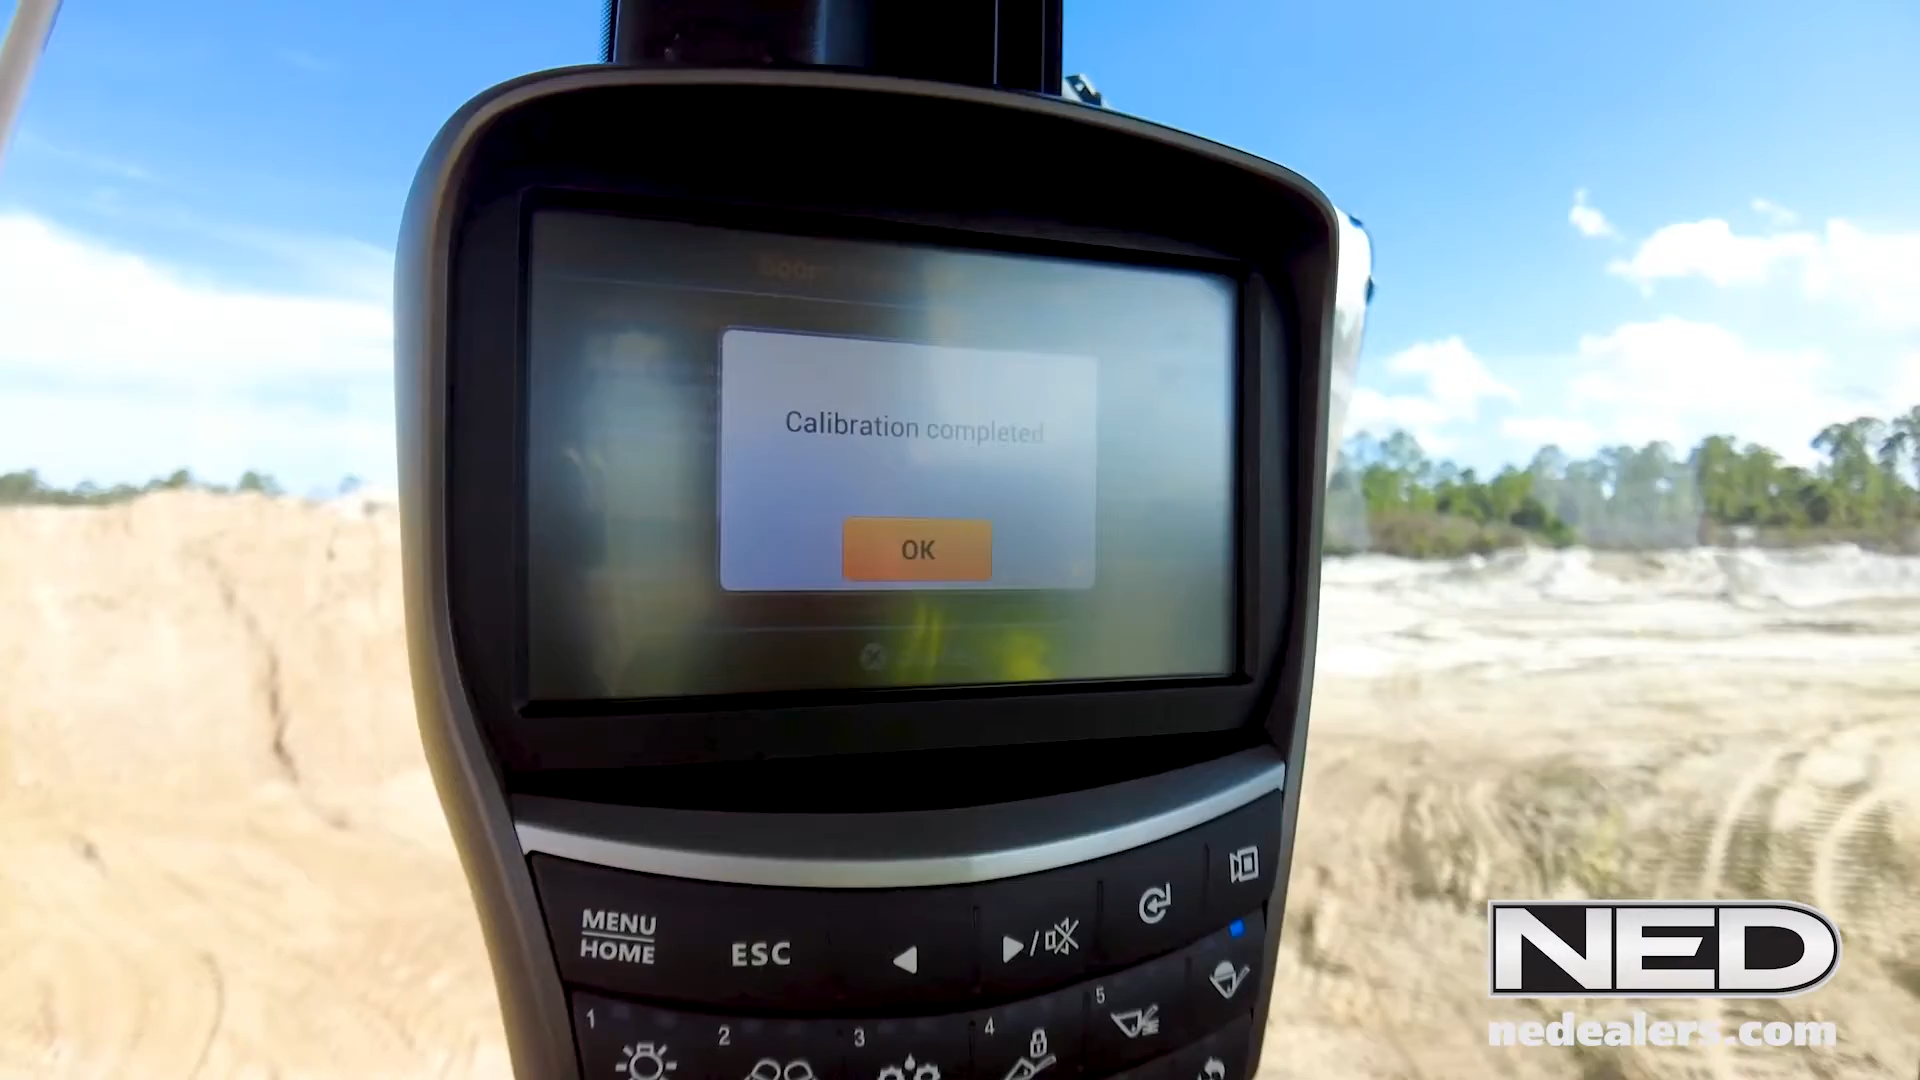 Calibration completed
OK
MENU
HOME
ESC
1
2
3
4
5
NED
nedealers.com